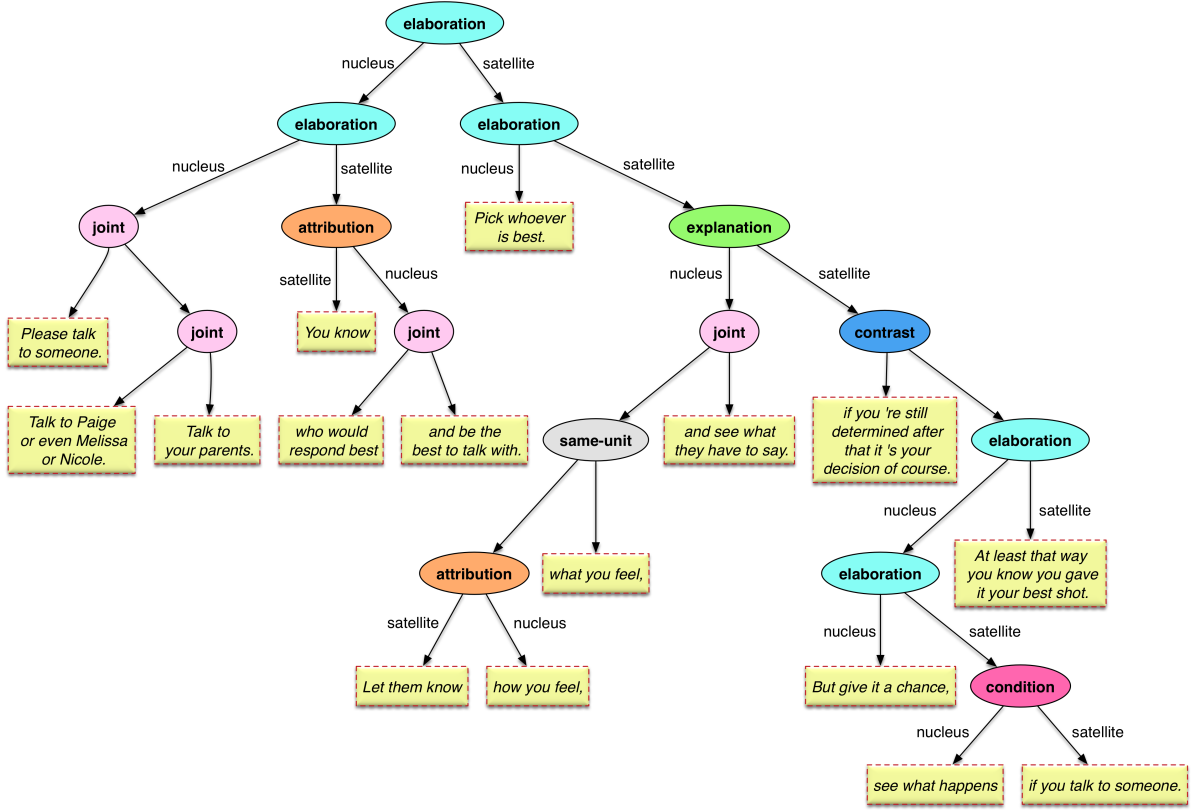 elaboration
nucleus
satellite
elaboration
elaboration
nucleus
satellite
nucleus
satellite
joint
attribution
Pick whoever
is best.
explanation
satellite
nucleus
nucleus
satellite
Please talk
to someone.
joint
You know
joint
joint
contrast
Talk to Paige
or even Melissa
or Nicole.
Talk to
your parents.
who would
respond best
and be the
best to talk with.
same-unit
and see what
they have to say.
if you 're still
determined after
that it 's your
decision of course.
elaboration
nucleus
satellite
attribution
what you feel,
elaboration
At least that way
you know you gave
it your best shot.
satellite
nucleus
nucleus
satellite
Let them know
how you feel,
But give it a chance,
condition
nucleus
satellite
see what happens
if you talk to someone.